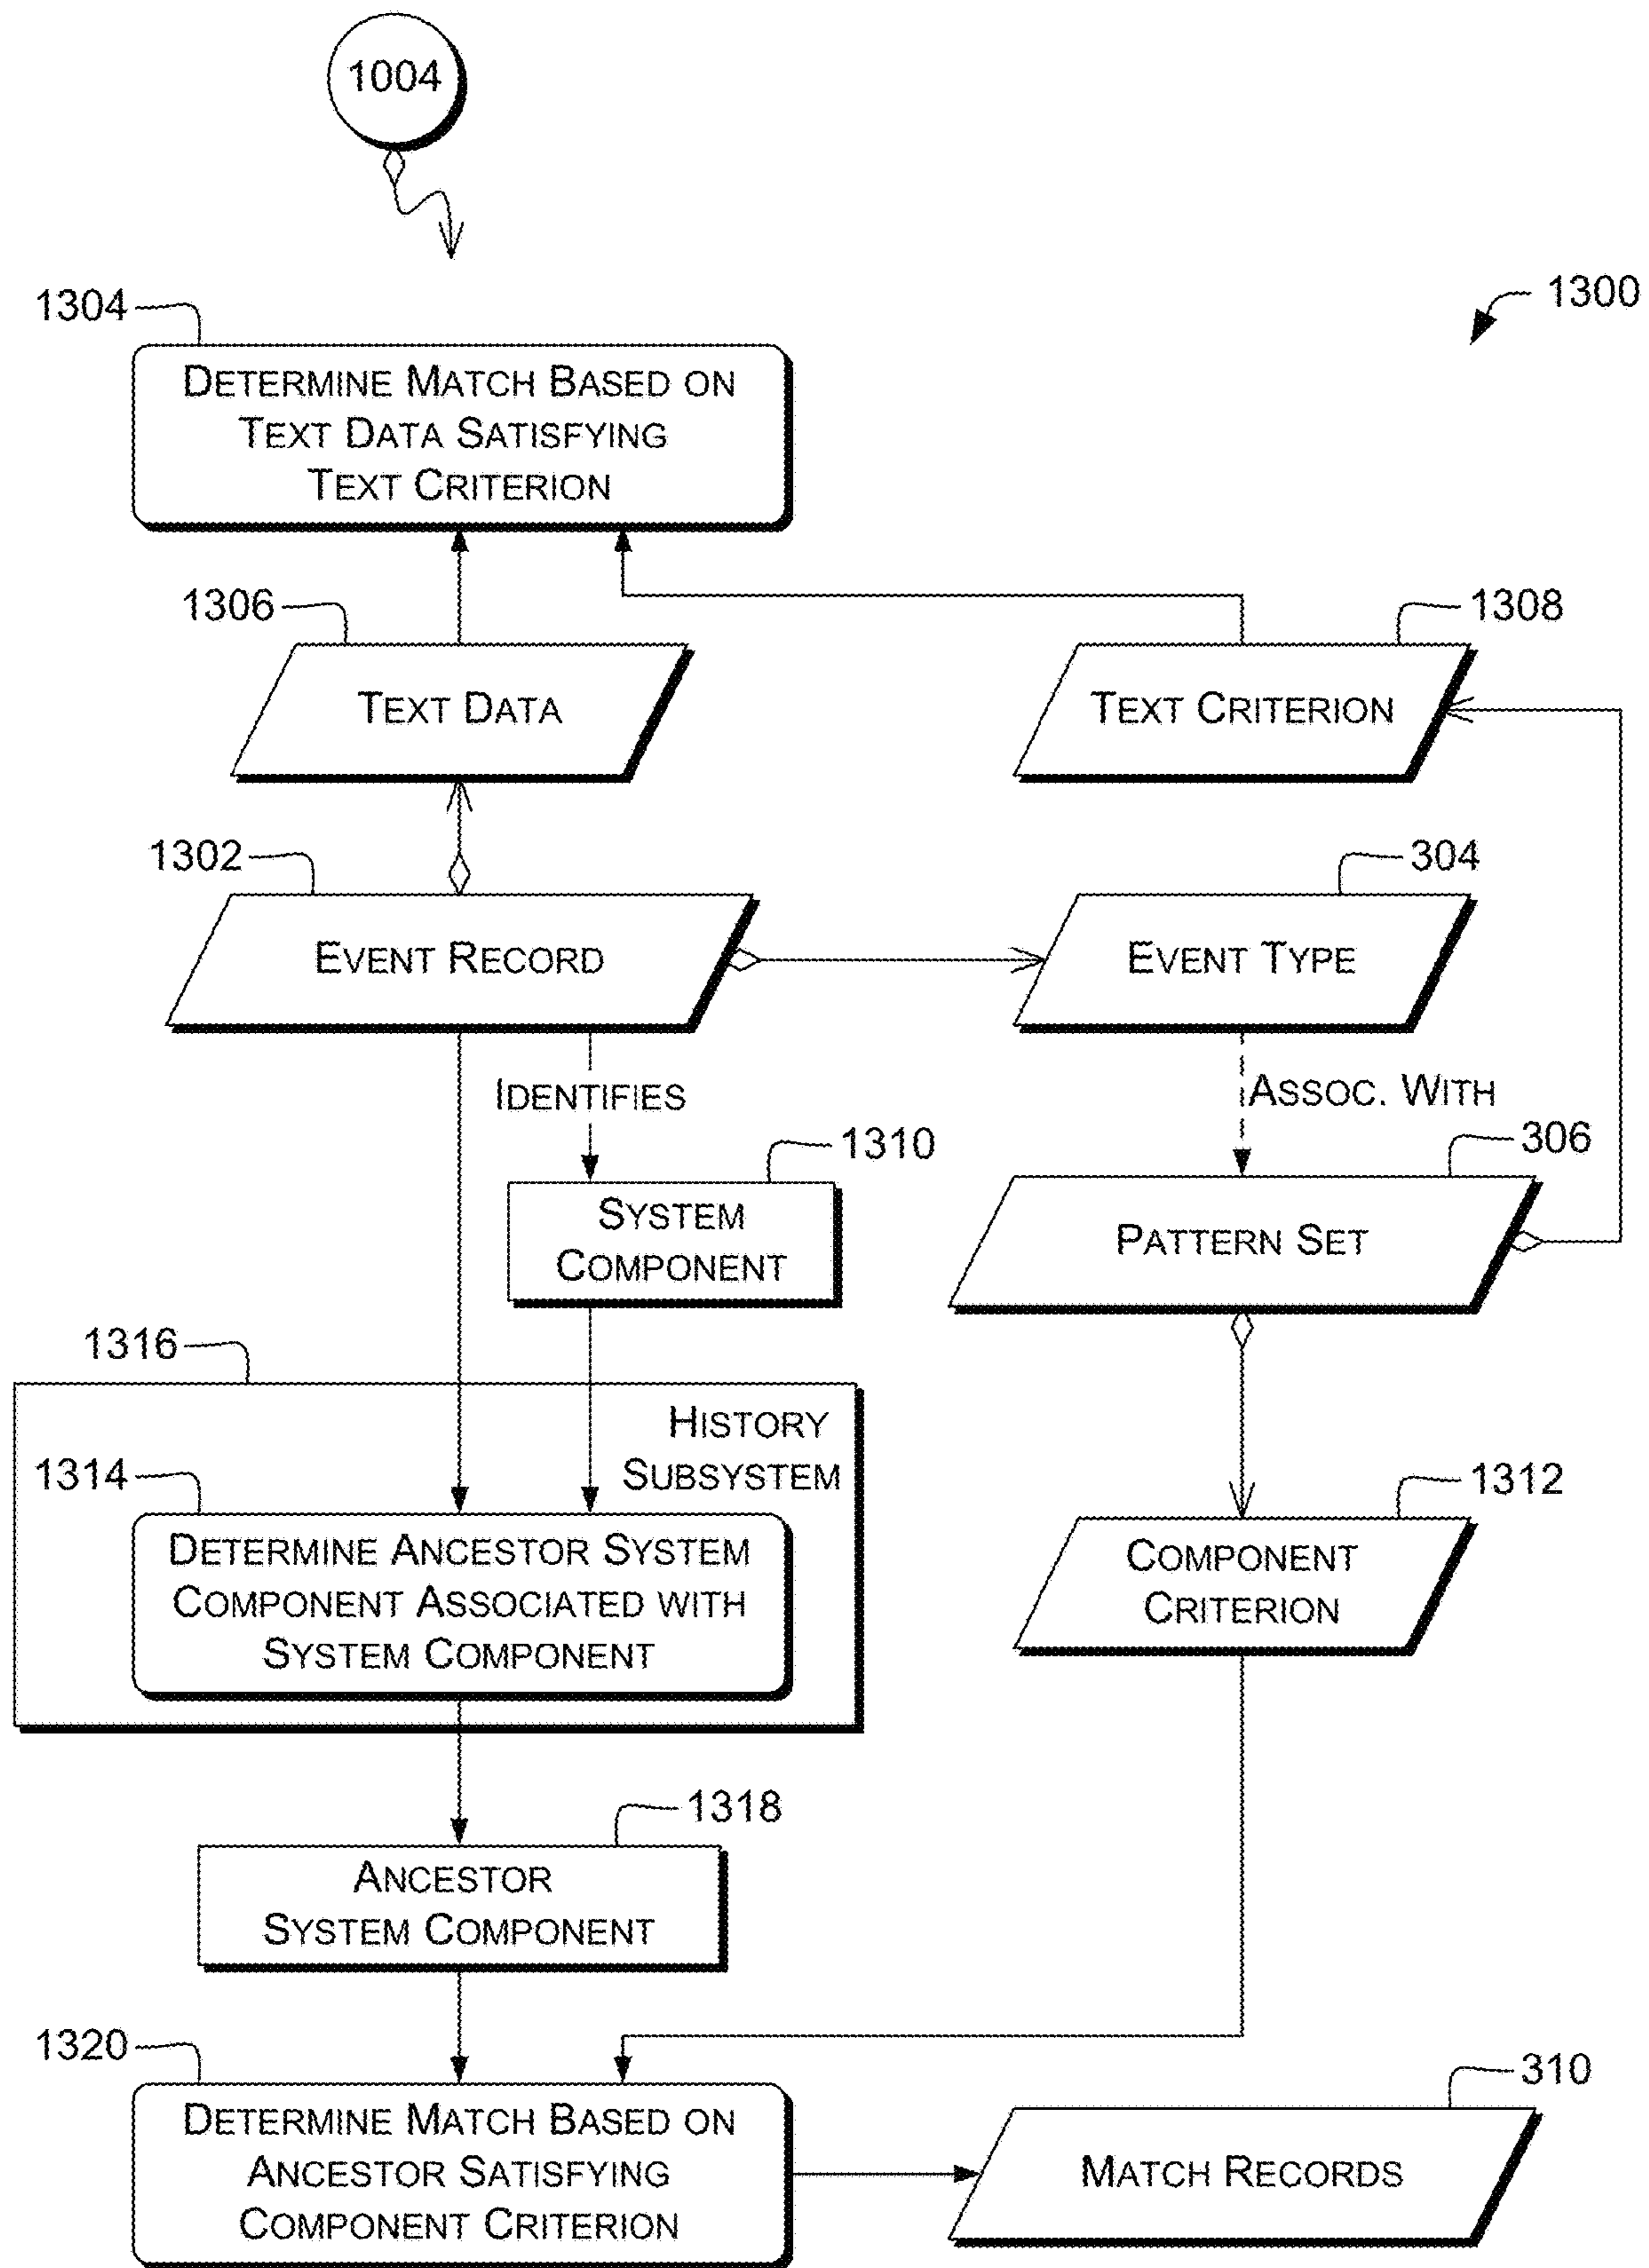 1004
1300
1304
DETERMINE MATCH BASED ON
TEXT DATA SATISFYING
TEXT CRITERION
1306
1308
TEXT DATA
TEXT CRITERION
1302
304
EVENT RECORD
EVENT TYPE
IDENTIFIES
ASSOC. WITH
1310
306
SYSTEM
COMPONENT
PATTERN SET
1316
HISTORY
SUBSYSTEM
1314
1312
DETERMINE ANCESTOR SYSTEM
COMPONENT ASSOCIATED WITH
SYSTEM COMPONENT
COMPONENT
CRITERION
1318
ANCESTOR
SYSTEM COMPONENT
1320
310
DETERMINE MATCH BASED ON
ANCESTOR SATISFYING
COMPONENT CRITERION
MATCH RECORDS